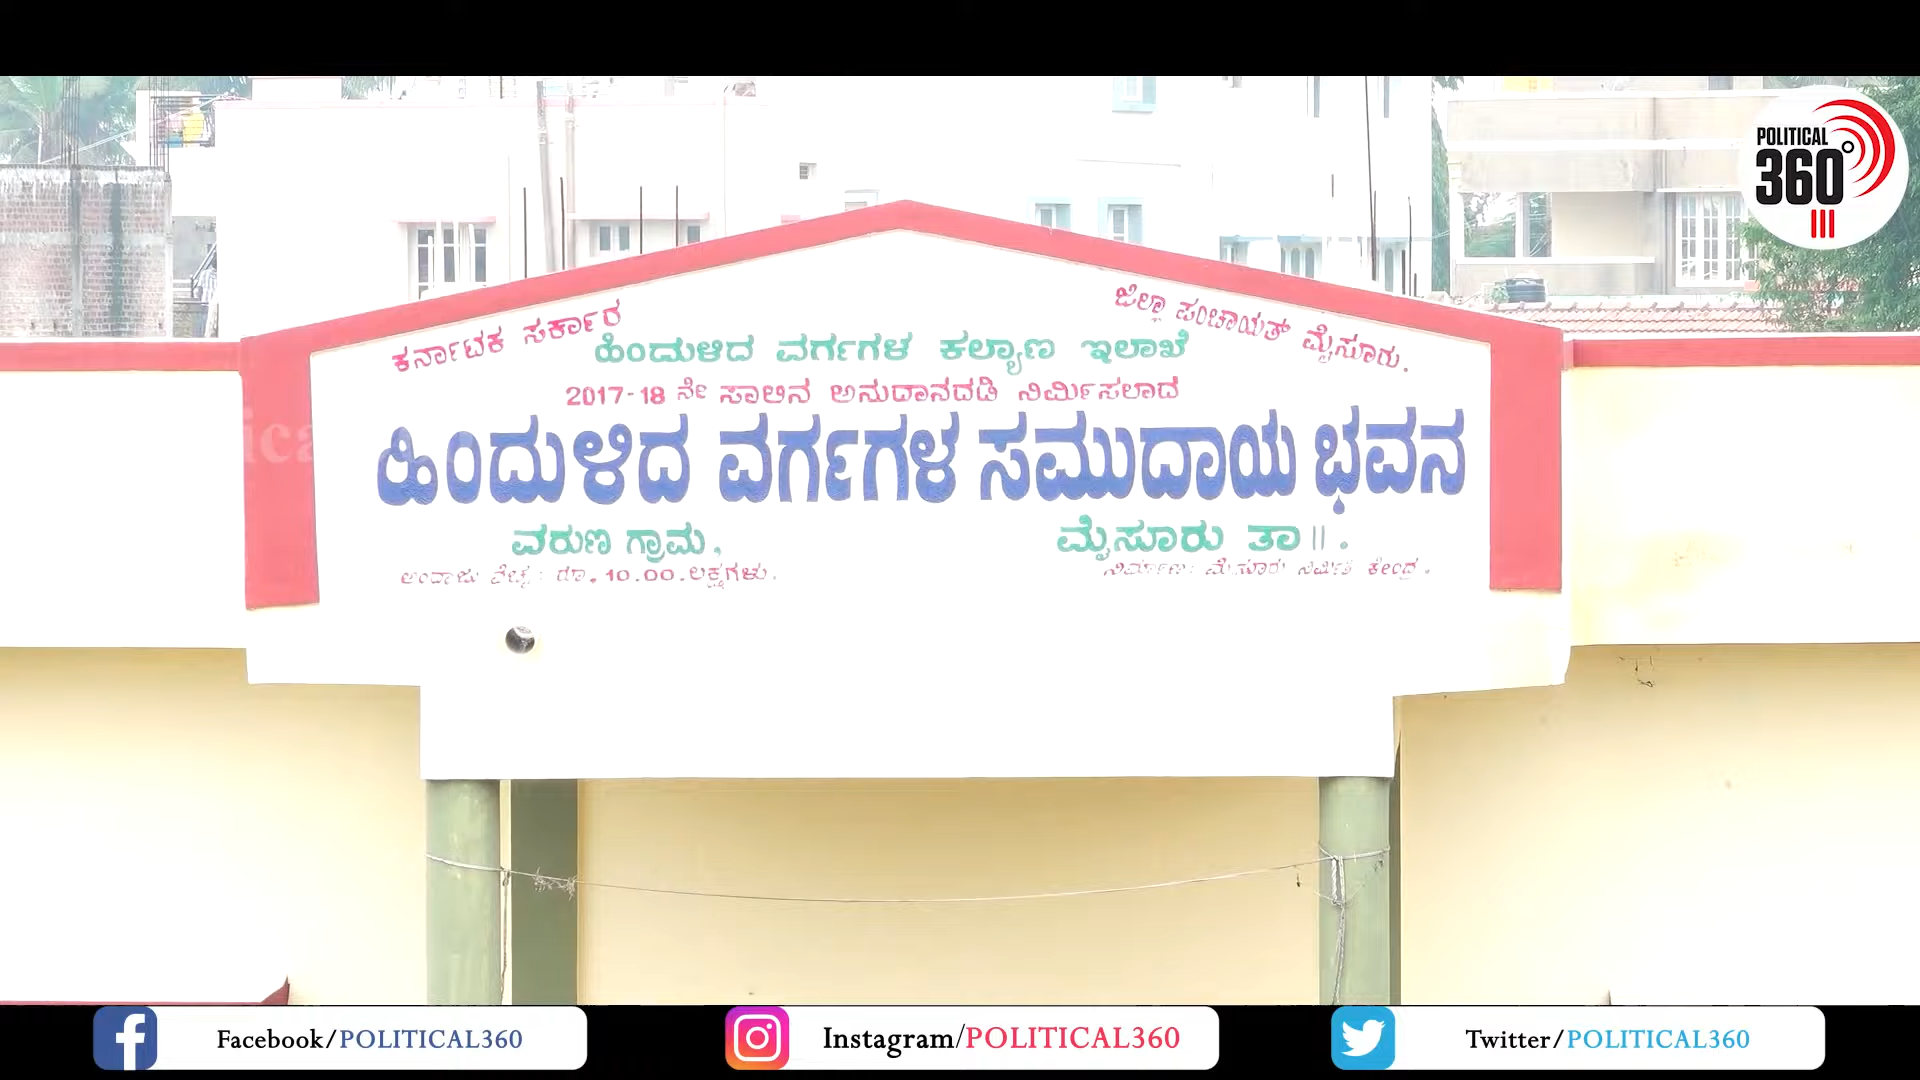 POLITICAL
360°
ಕರ್ನಾಟಕ ಸರ್ಕಾರ
ಜಿಲ್ಲಾ ಪಂಚಾಯತ್ ಮೈಸೂರು.
ಹಿಂದುಳಿದ ವರ್ಗಗಳ ಕಲ್ಯಾಣ ಇಲಾಖೆ
2017-18 ನೇ ಸಾಲಿನ ಅನುದಾನದಡಿ ನಿರ್ಮಿಸಲಾದ
ಹಿಂದುಳಿದ ವರ್ಗಗಳ ಸಮುದಾಯ ಭವನ
ವರುಣ ಗ್ರಾಮ, ಮೈಸೂರು ತಾ||.
ಅಂದಾಜು ವೆಚ್ಚ: ರೂ. 10.00.ಲಕ್ಷಗಳು.
ನಿರ್ಮಾಣ: ಮೈಸೂರು ನಿರ್ಮಿತಿ ಕೇಂದ್ರ.
Facebook/POLITICAL360
Instagram/POLITICAL360
Twitter/POLITICAL360